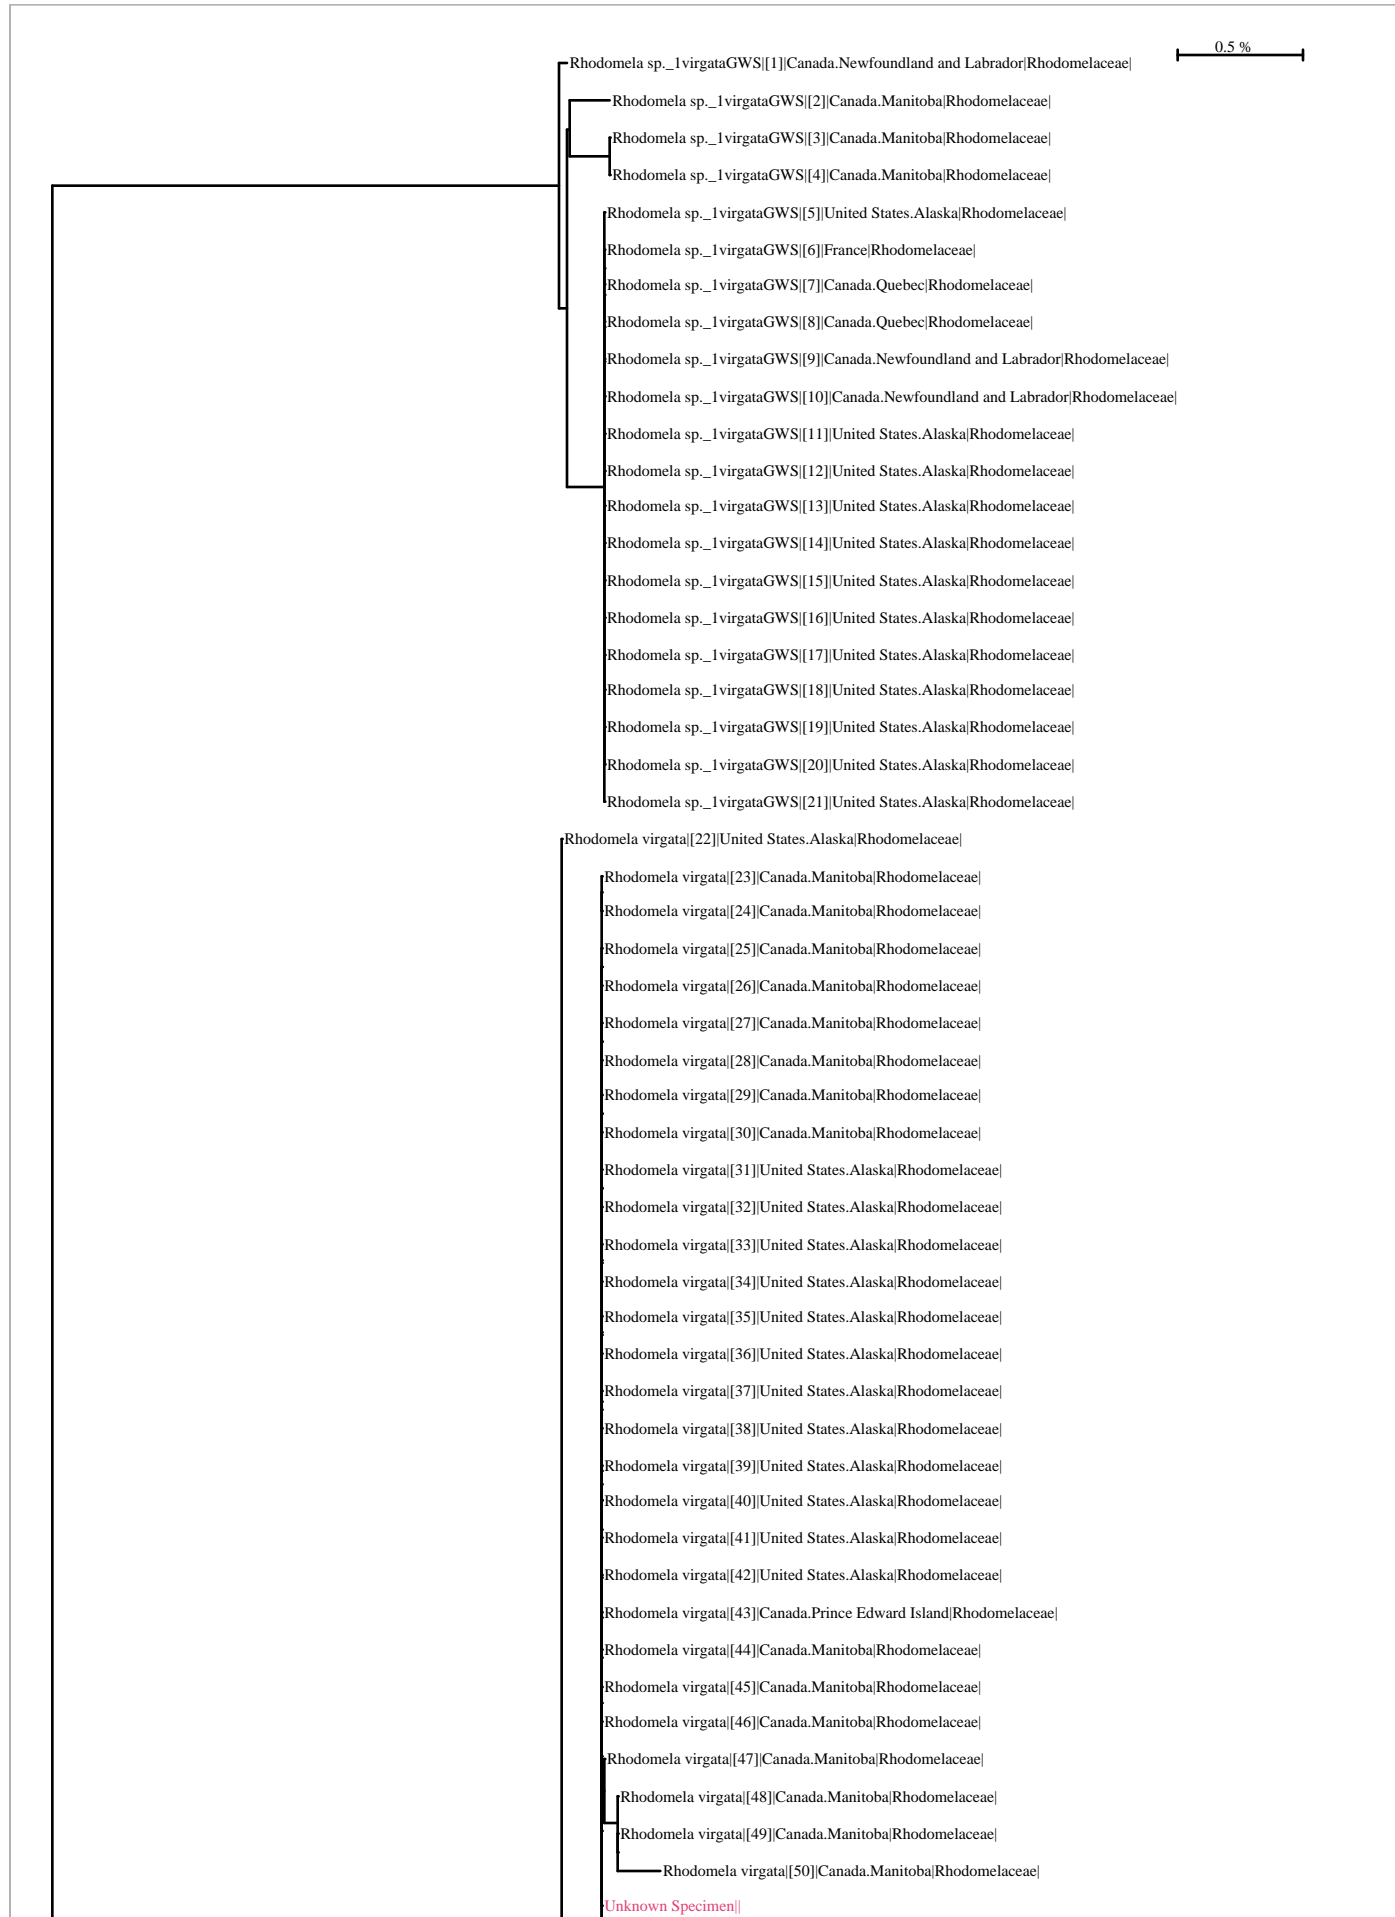 0.5 %
Rhodomela sp._1virgataGWS|[1]|Canada.Newfoundland and Labrador|Rhodomelaceae|
Rhodomela sp._1virgataGWS|[2]|Canada.Manitoba|Rhodomelaceae|
Rhodomela sp._1virgataGWS|[3]|Canada.Manitoba|Rhodomelaceae|
Rhodomela sp._1virgataGWS|[4]|Canada.Manitoba|Rhodomelaceae|
Rhodomela sp._1virgataGWS|[5]|United States.Alaska|Rhodomelaceae|
Rhodomela sp._1virgataGWS|[6]|France|Rhodomelaceae|
Rhodomela sp._1virgataGWS|[7]|Canada.Quebec|Rhodomelaceae|
Rhodomela sp._1virgataGWS|[8]|Canada.Quebec|Rhodomelaceae|
Rhodomela sp._1virgataGWS|[9]|Canada.Newfoundland and Labrador|Rhodomelaceae|
Rhodomela sp._1virgataGWS|[10]|Canada.Newfoundland and Labrador|Rhodomelaceae|
Rhodomela sp._1virgataGWS|[11]|United States.Alaska|Rhodomelaceae|
Rhodomela sp._1virgataGWS|[12]|United States.Alaska|Rhodomelaceae|
Rhodomela sp._1virgataGWS|[13]|United States.Alaska|Rhodomelaceae|
Rhodomela sp._1virgataGWS|[14]|United States.Alaska|Rhodomelaceae|
Rhodomela sp._1virgataGWS|[15]|United States.Alaska|Rhodomelaceae|
Rhodomela sp._1virgataGWS|[16]|United States.Alaska|Rhodomelaceae|
Rhodomela sp._1virgataGWS|[17]|United States.Alaska|Rhodomelaceae|
Rhodomela sp._1virgataGWS|[18]|United States.Alaska|Rhodomelaceae|
Rhodomela sp._1virgataGWS|[19]|United States.Alaska|Rhodomelaceae|
Rhodomela sp._1virgataGWS|[20]|United States.Alaska|Rhodomelaceae|
Rhodomela sp._1virgataGWS|[21]|United States.Alaska|Rhodomelaceae|
Rhodomela virgata|[22]|United States.Alaska|Rhodomelaceae|
Rhodomela virgata|[23]|Canada.Manitoba|Rhodomelaceae|
Rhodomela virgata|[24]|Canada.Manitoba|Rhodomelaceae|
Rhodomela virgata|[25]|Canada.Manitoba|Rhodomelaceae|
Rhodomela virgata|[26]|Canada.Manitoba|Rhodomelaceae|
Rhodomela virgata|[27]|Canada.Manitoba|Rhodomelaceae|
Rhodomela virgata|[28]|Canada.Manitoba|Rhodomelaceae|
Rhodomela virgata|[29]|Canada.Manitoba|Rhodomelaceae|
Rhodomela virgata|[30]|Canada.Manitoba|Rhodomelaceae|
Rhodomela virgata|[31]|United States.Alaska|Rhodomelaceae|
Rhodomela virgata|[32]|United States.Alaska|Rhodomelaceae|
Rhodomela virgata|[33]|United States.Alaska|Rhodomelaceae|
Rhodomela virgata|[34]|United States.Alaska|Rhodomelaceae|
Rhodomela virgata|[35]|United States.Alaska|Rhodomelaceae|
Rhodomela virgata|[36]|United States.Alaska|Rhodomelaceae|
Rhodomela virgata|[37]|United States.Alaska|Rhodomelaceae|
Rhodomela virgata|[38]|United States.Alaska|Rhodomelaceae|
Rhodomela virgata|[39]|United States.Alaska|Rhodomelaceae|
Rhodomela virgata|[40]|United States.Alaska|Rhodomelaceae|
Rhodomela virgata|[41]|United States.Alaska|Rhodomelaceae|
Rhodomela virgata|[42]|United States.Alaska|Rhodomelaceae|
Rhodomela virgata|[43]|Canada.Prince Edward Island|Rhodomelaceae|
Rhodomela virgata|[44]|Canada.Manitoba|Rhodomelaceae|
Rhodomela virgata|[45]|Canada.Manitoba|Rhodomelaceae|
Rhodomela virgata|[46]|Canada.Manitoba|Rhodomelaceae|
Rhodomela virgata|[47]|Canada.Manitoba|Rhodomelaceae|
Rhodomela virgata|[48]|Canada.Manitoba|Rhodomelaceae|
Rhodomela virgata|[49]|Canada.Manitoba|Rhodomelaceae|
Rhodomela virgata|[50]|Canada.Manitoba|Rhodomelaceae|
Unknown Specimen||